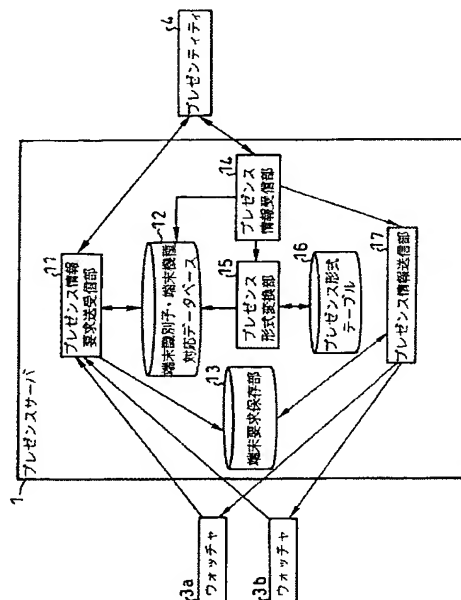 1
プレゼンスサーバ
11
プレゼンス情報
要求送受信部
12
端末識別子・端末機種
対応データベース
13
端末要求保存部
14
プレゼンス
情報受信部
15
プレゼンス
形式変換部
16
プレゼンス形式
テーブル
17
プレゼンス情報送信部
3a
ウォッチャ
3b
ウォッチャ
4
プレゼンティティ